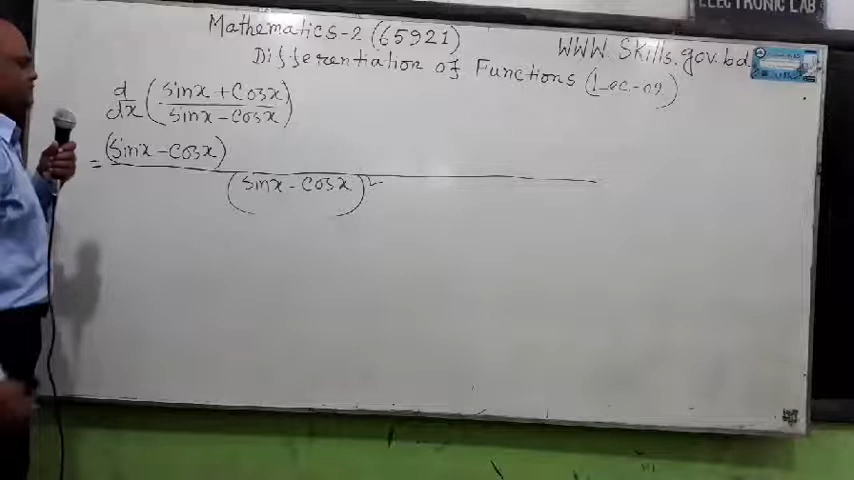 ELECTRONIC LAB
Mathematics-2 (65921)
WWW Skills.gov.bd
Differentiation of Functions (Lec-09)
d/dx (sinx + cosx / sinx - cosx)
= (sinx - cosx) / (sinx - cosx)²